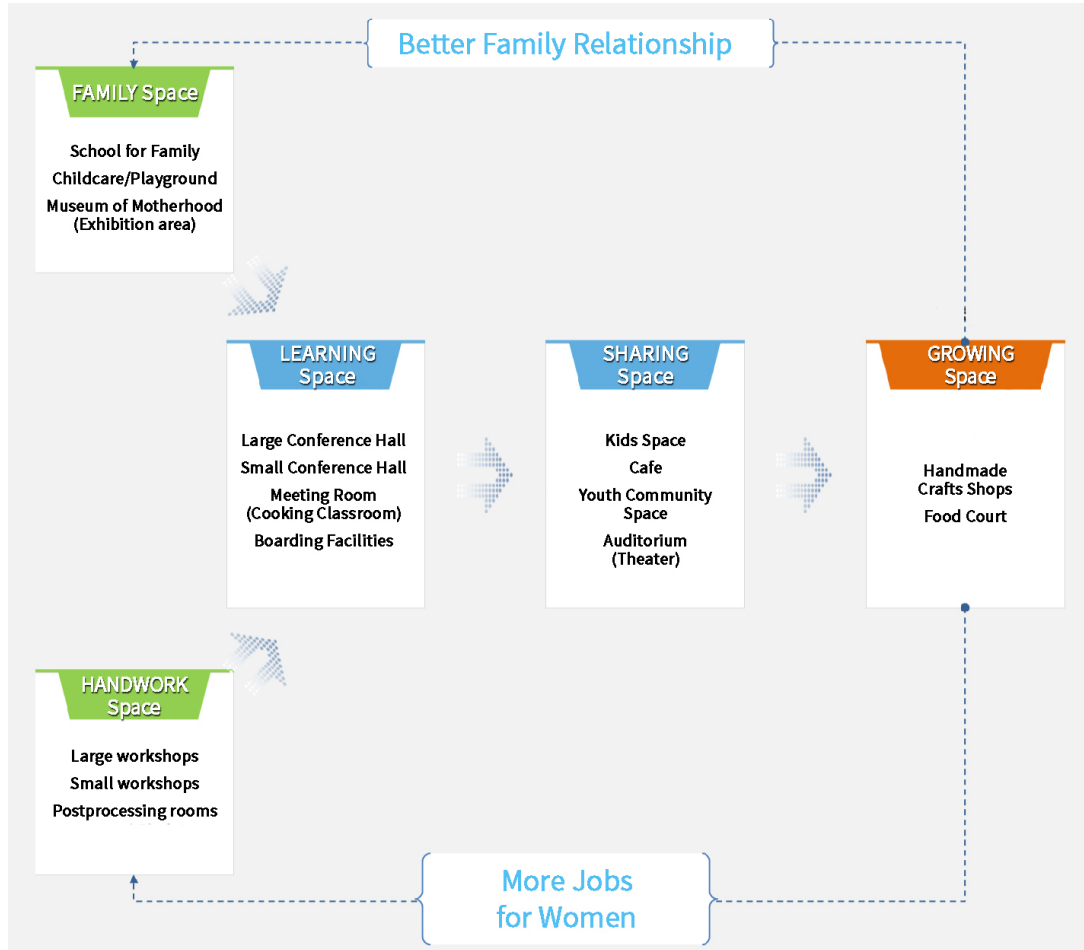 Better Family Relationship
FAMILY Space
School for Family
Childcare/Playground
Museum of Motherhood
(Exhibition area)
LEARNING
Space
Large Conference Hall
Small Conference Hall
Meeting Room
(Cooking Classroom)
Boarding Facilities
SHARING
Space
Kids Space
Cafe
Youth Community
Space
Auditorium
(Theater)
GROWING
Space
Handmade
Crafts Shops
Food Court
HANDWORK
Space
Large workshops
Small workshops
Postprocessing rooms
More Jobs
for Women